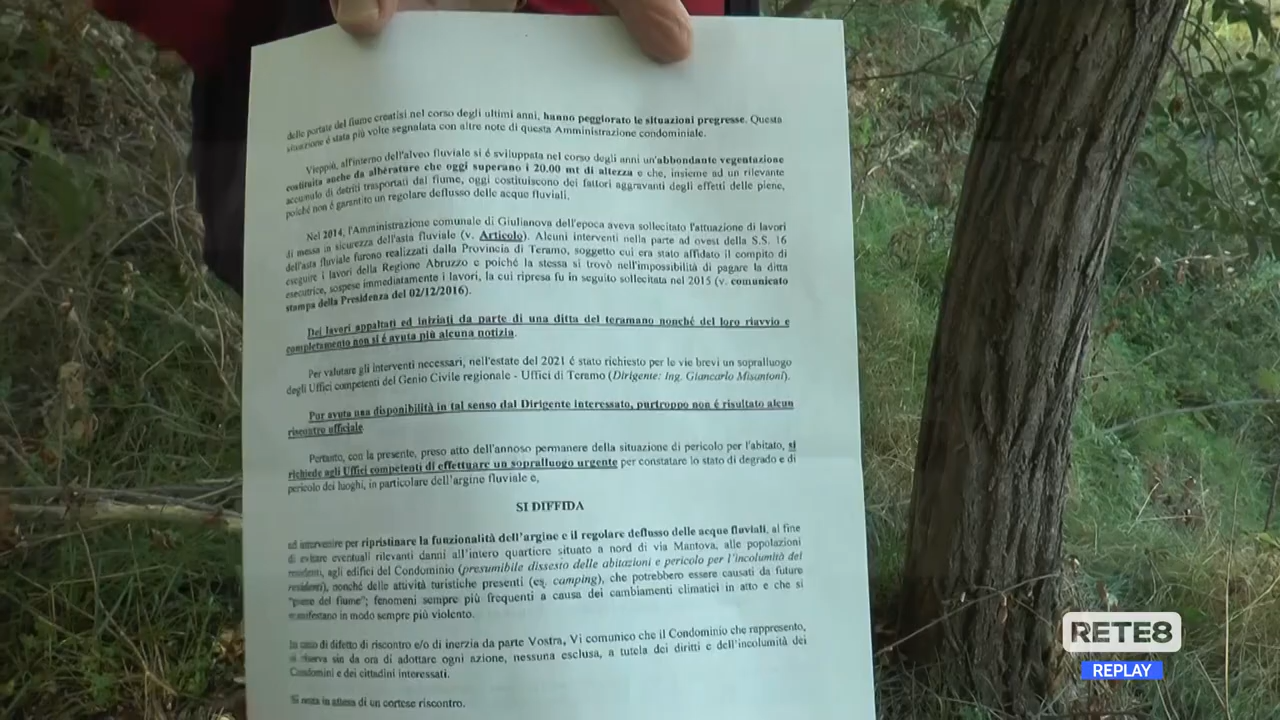 delle portate del fiume creatisi nel corso degli ultimi anni, hanno peggiorato le situazioni pregresse. Questa
situazione é stata più volte segnalata con altre note di questa Amministrazione condominiale.
Vieppiù, all'interno dell'alveo fluviale si é sviluppata nel corso degli anni un'abbondante vegetazione
costituita anche da alberature che oggi superano i 20.00 mt di altezza e che, insieme ad un rilevante
accumulo di detriti trasportati dal fiume, oggi costituiscono dei fattori aggravanti degli effetti delle piene,
poiché non é garantito un regolare deflusso delle acque fluviali.
Nel 2014, l'Amministrazione comunale di Giulianova dell'epoca aveva sollecitato l'attuazione di lavori
di messa in sicurezza dell'asta fluviale (v. Articolo). Alcuni interventi nella parte ad ovest della S.S. 16
dell'asta fluviale furono realizzati dalla Provincia di Teramo, soggetto cui era stato affidato il compito di
eseguire i lavori della Regione Abruzzo e poiché la stessa si trovò nell'impossibilità di pagare la ditta
esecutrice, sospese immediatamente i lavori, la cui ripresa fu in seguito sollecitata nel 2015 (v. comunicato
stampa della Presidenza del 02/12/2016).
Dei lavori appaltati ed iniziati da parte di una ditta del teramano nonché del loro riavvio e
completamento non si é avuta più alcuna notizia.
Per valutare gli interventi necessari, nell'estate del 2021 é stato richiesto per le vie brevi un sopralluogo
degli Uffici competenti del Genio Civile regionale - Uffici di Teramo (Dirigente: Ing. Giancarlo Misantoni).
Pur avuta una disponibilità in tal senso dal Dirigente interessato, purtroppo non é risultato alcun
riscontro ufficiale.
Pertanto, con la presente, preso atto dell'annoso permanere della situazione di pericolo per l'abitato, si
richiede agli Uffici competenti di effettuare un sopralluogo urgente per constatare lo stato di degrado e di
pericolo dei luoghi, in particolare dell'argine fluviale e,
SI DIFFIDA
ad intervenire per ripristinare la funzionalità dell'argine e il regolare deflusso delle acque fluviali, al fine
di evitare eventuali rilevanti danni all'intero quartiere situato a nord di via Mantova, alle popolazioni
residenti, agli edifici del Condominio (presumibile dissesto delle abitazioni e pericolo per l'incolumità dei
residenti), nonché delle attività turistiche presenti (es. camping), che potrebbero essere causati da future
"piene del fiume"; fenomeni sempre più frequenti a causa dei cambiamenti climatici in atto e che si
manifestano in modo sempre più violento.
In caso di difetto di riscontro e/o di inerzia da parte Vostra, Vi comunico che il Condominio che rappresento,
si riserva sin da ora di adottare ogni azione, nessuna esclusa, a tutela dei diritti e dell'incolumità dei
Condomini e dei cittadini interessati.
Si resta in attesa di un cortese riscontro.
RETE8
REPLAY